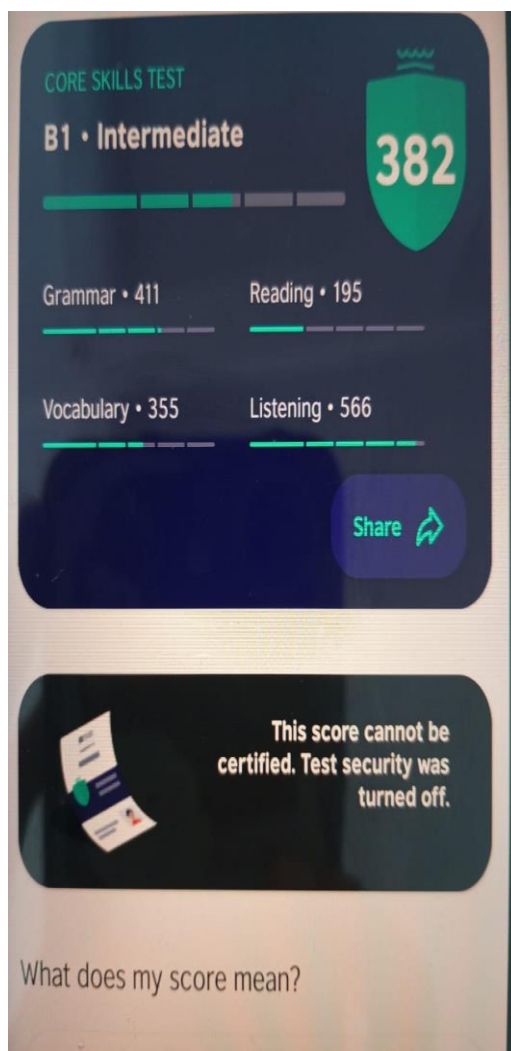 CORE SKILLS TEST
B1 • Intermediate
382
Grammar • 411
Reading • 195
Vocabulary • 355
Listening • 566
Share
This score cannot be
certified. Test security was
turned off.
What does my score mean?